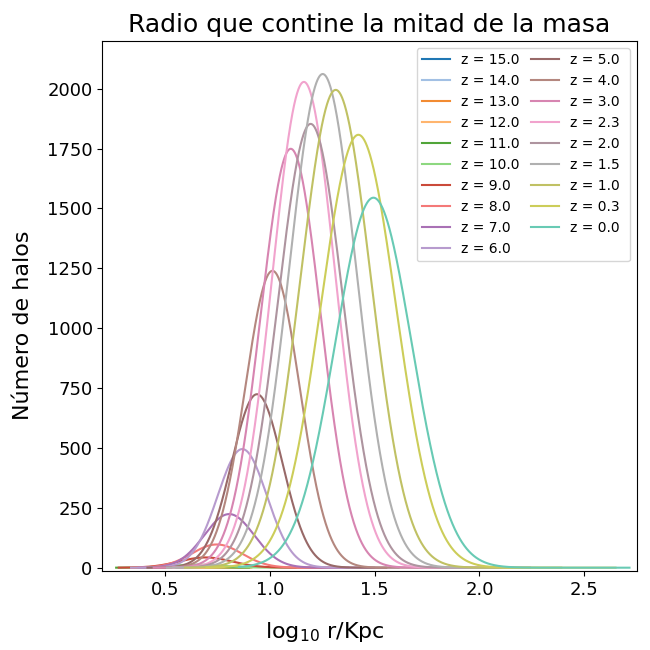 Radio que contine la mitad de la masa
Número de halos
2000
1750
1500
1250
1000
750
500
250
0
z = 15.0
z = 14.0
z = 13.0
z = 12.0
z = 11.0
z = 10.0
z = 9.0
z = 8.0
z = 7.0
z = 6.0
z = 5.0
z = 4.0
z = 3.0
z = 2.3
z = 2.0
z = 1.5
z = 1.0
z = 0.3
z = 0.0
0.5 1.0 1.5 2.0 2.5
log₁₀ r/Kpc